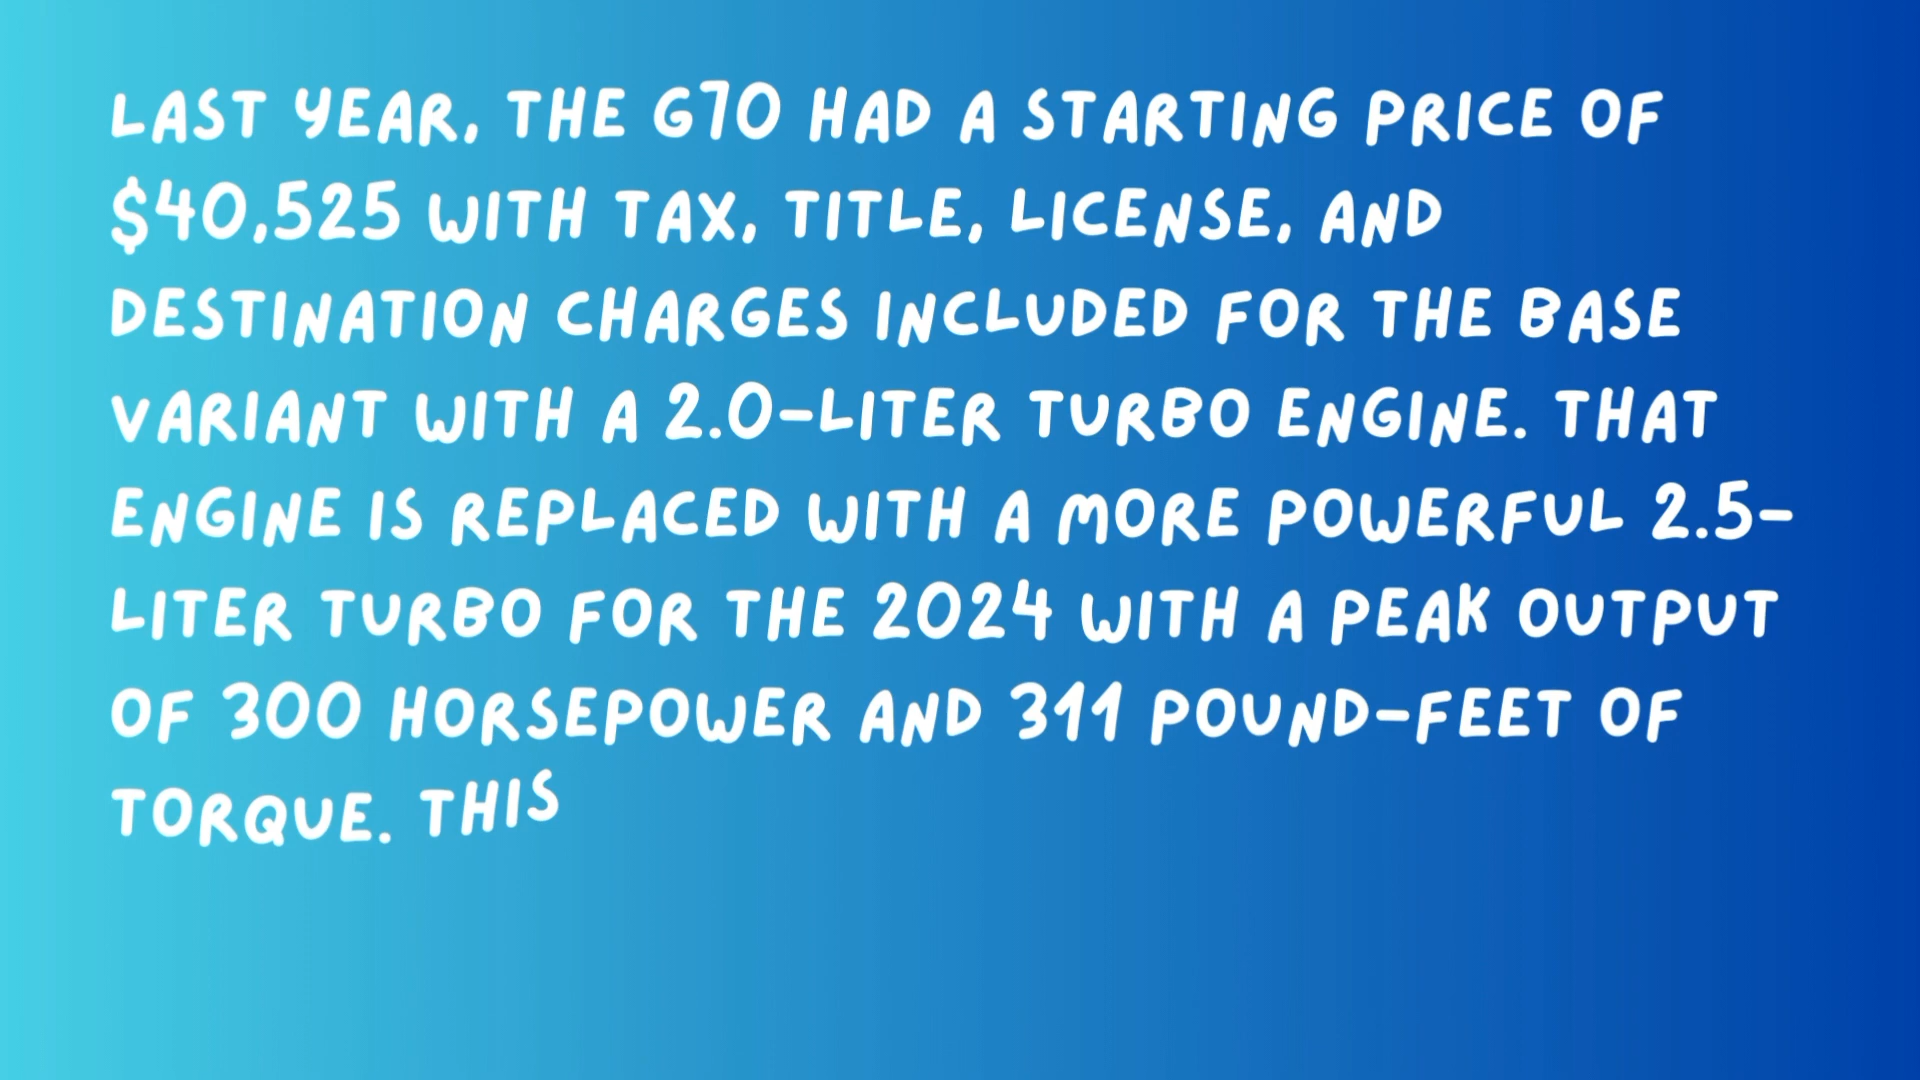 LAST YEAR, THE G70 HAD A STARTING PRICE OF
$40,525 WITH TAX, TITLE, LICENSE, AND
DESTINATION CHARGES INCLUDED FOR THE BASE
VARIANT WITH A 2.0-LITER TURBO ENGINE. THAT
ENGINE IS REPLACED WITH A MORE POWERFUL 2.5-
LITER TURBO FOR THE 2024 WITH A PEAK OUTPUT
OF 300 HORSEPOWER AND 311 POUND-FEET OF
TORQUE. THIS